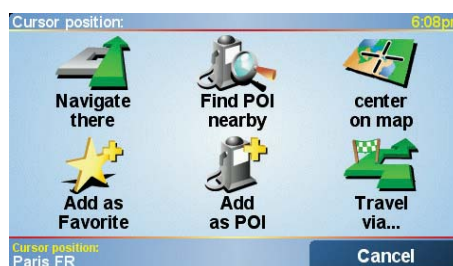 Cursor position:
6:08pm
Navigate
there
Find POI
nearby
center
on map
Add as
Favorite
Add
as POI
Travel
via...
Cursor position:
Paris FR
Cancel